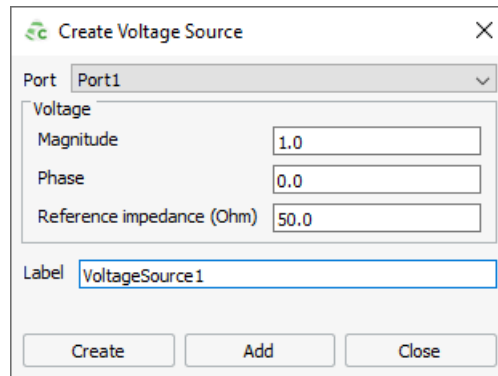 Create Voltage Source
Port Port1
Voltage
Magnitude 1.0
Phase 0.0
Reference impedance (Ohm) 50.0
Label VoltageSource1
Create Add Close